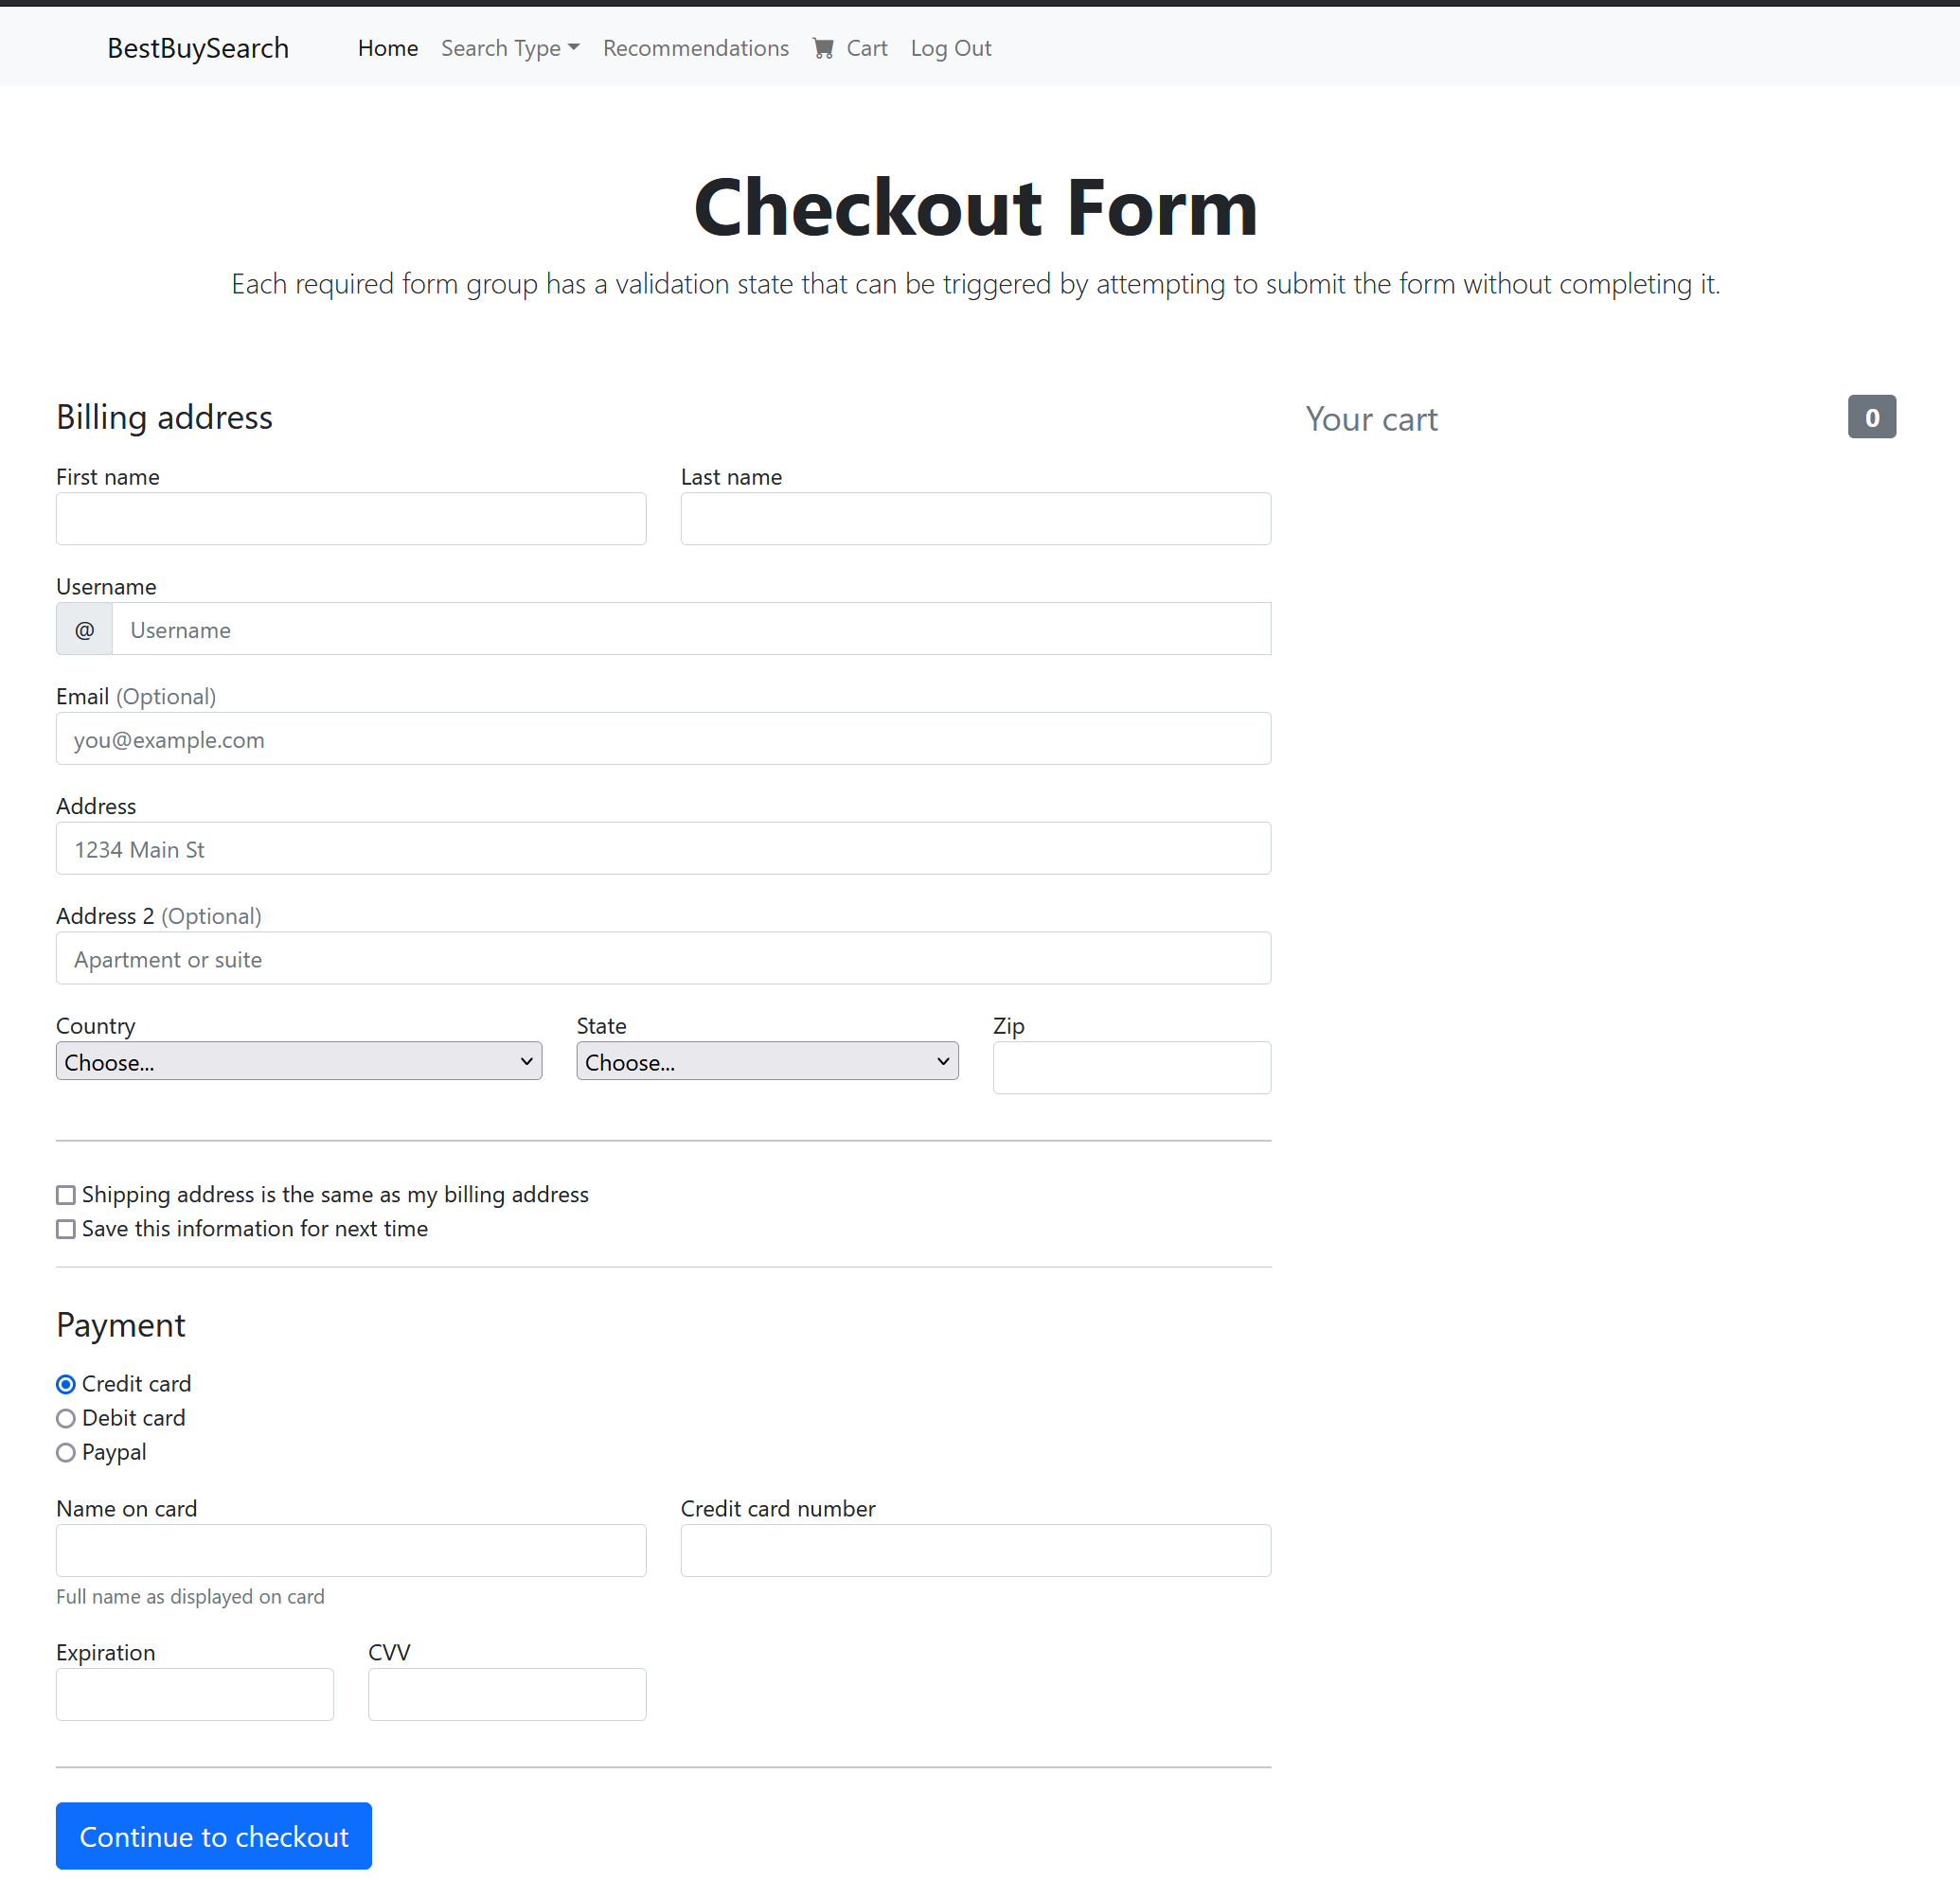 BestBuySearch Home Search Type Recommendations Cart Log Out
Checkout Form
Each required form group has a validation state that can be triggered by attempting to submit the form without completing it.
Billing address
First name Last name
Username
@ Username
Email (Optional)
you@example.com
Address
1234 Main St
Address 2 (Optional)
Apartment or suite
Country State Zip
Choose... Choose...
Shipping address is the same as my billing address
Save this information for next time
Payment
Credit card
Debit card
Paypal
Name on card Credit card number
Full name as displayed on card
Expiration CVV
Continue to checkout
Your cart 0